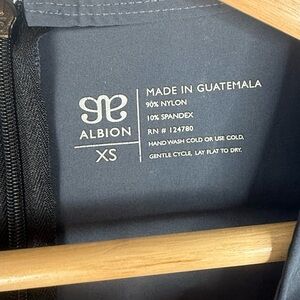 ALBION
XS
MADE IN GUATEMALA
90% NYLON
10% SPANDEX
RN # 124780
HAND WASH COLD OR USE COLD,
GENTLE CYCLE, LAY FLAT TO DRY.